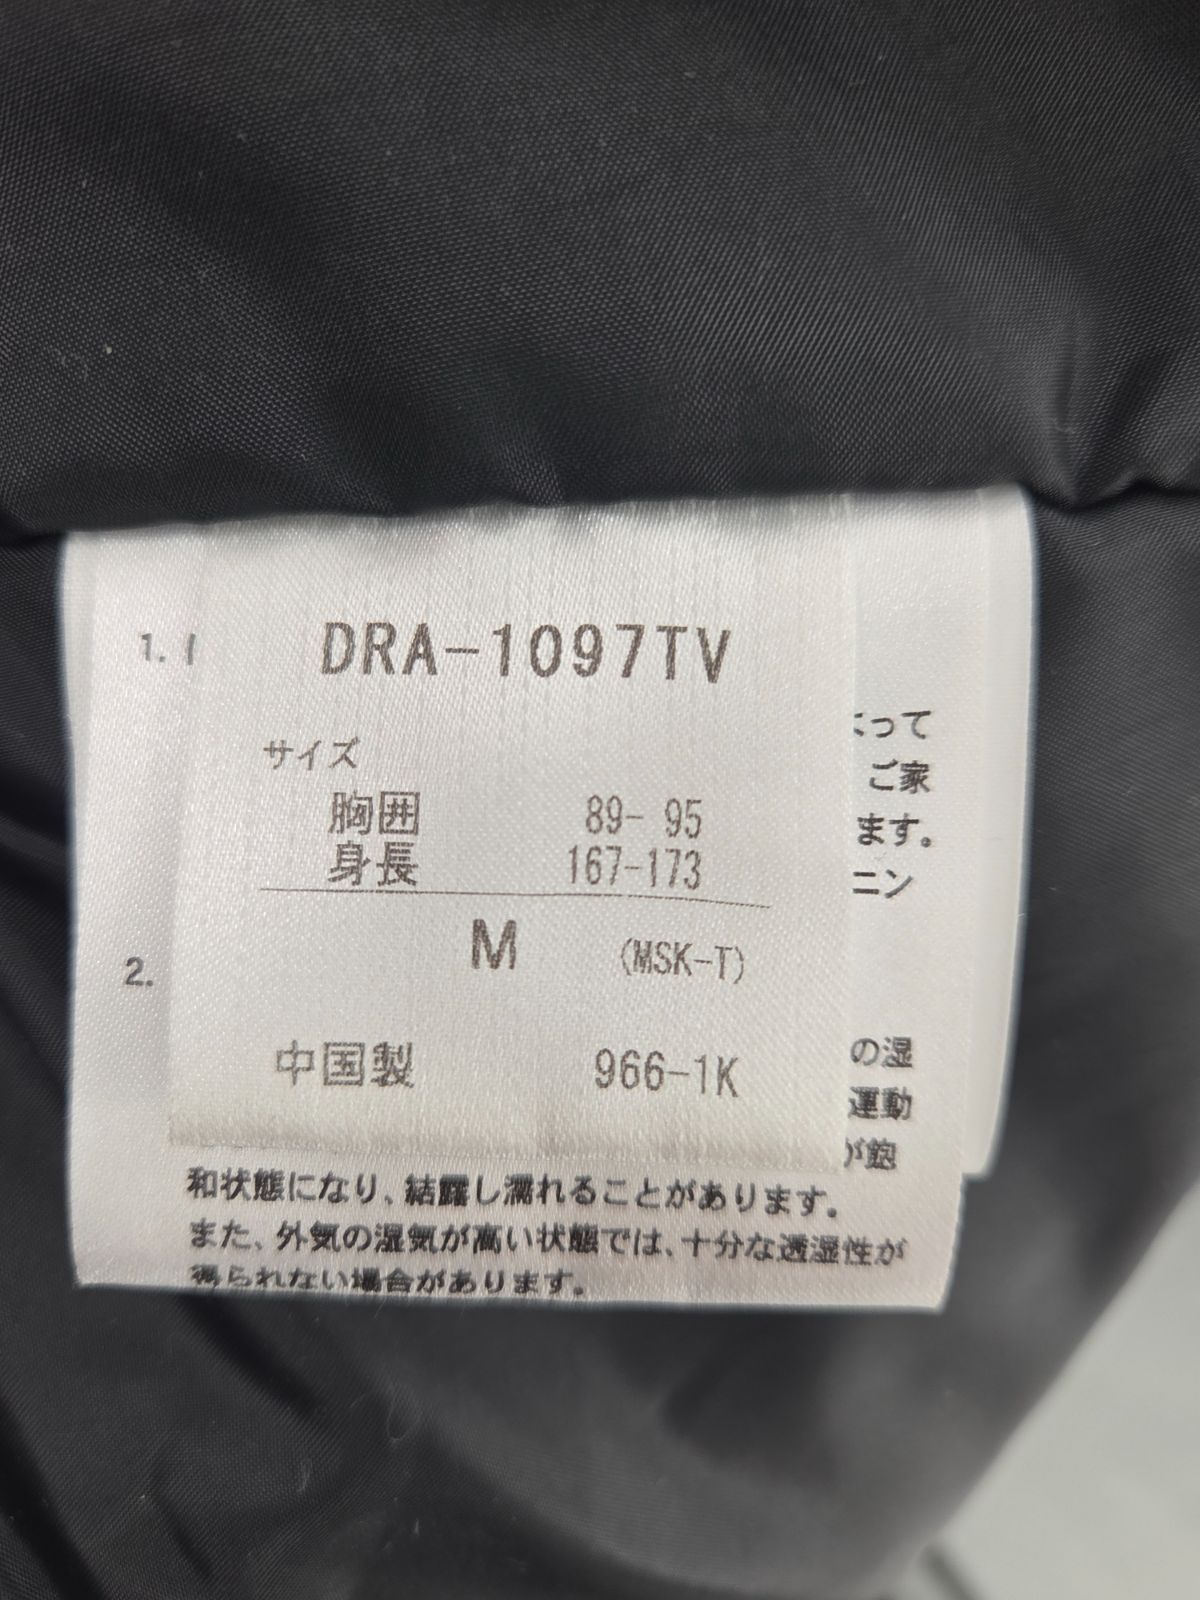 DRA-1097TV
サイズ
胸囲 89- 95
身長 167-173
M (MSK-T)
中国製 966-1K
1.
よって
ご家
ます。
ニン
2.
の湿
運動
が飽
和状態になり、結露し濡れることがあります。
また、外気の湿気が高い状態では、十分な透湿性が
得られない場合があります。